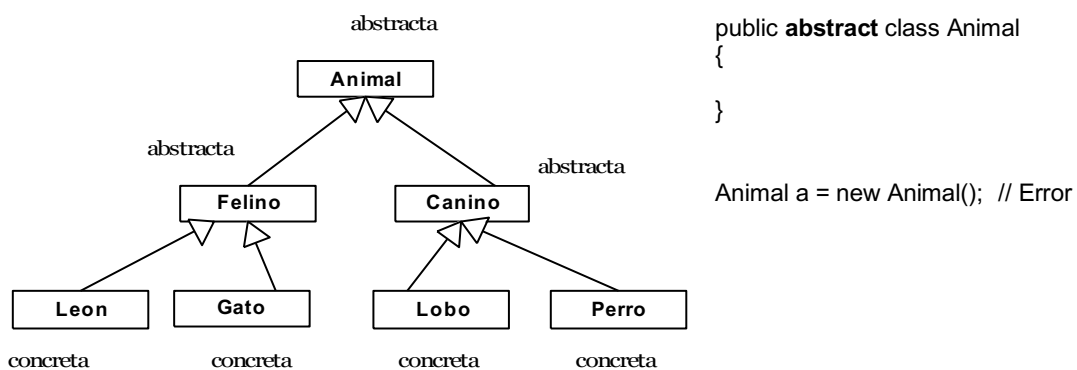 abstracta
Animal
abstracta
abstracta
Felino
Canino
Leon
Gato
Lobo
Perro
concreta
concreta
concreta
concreta
public abstract class Animal
{
}
Animal a = new Animal(); // Error